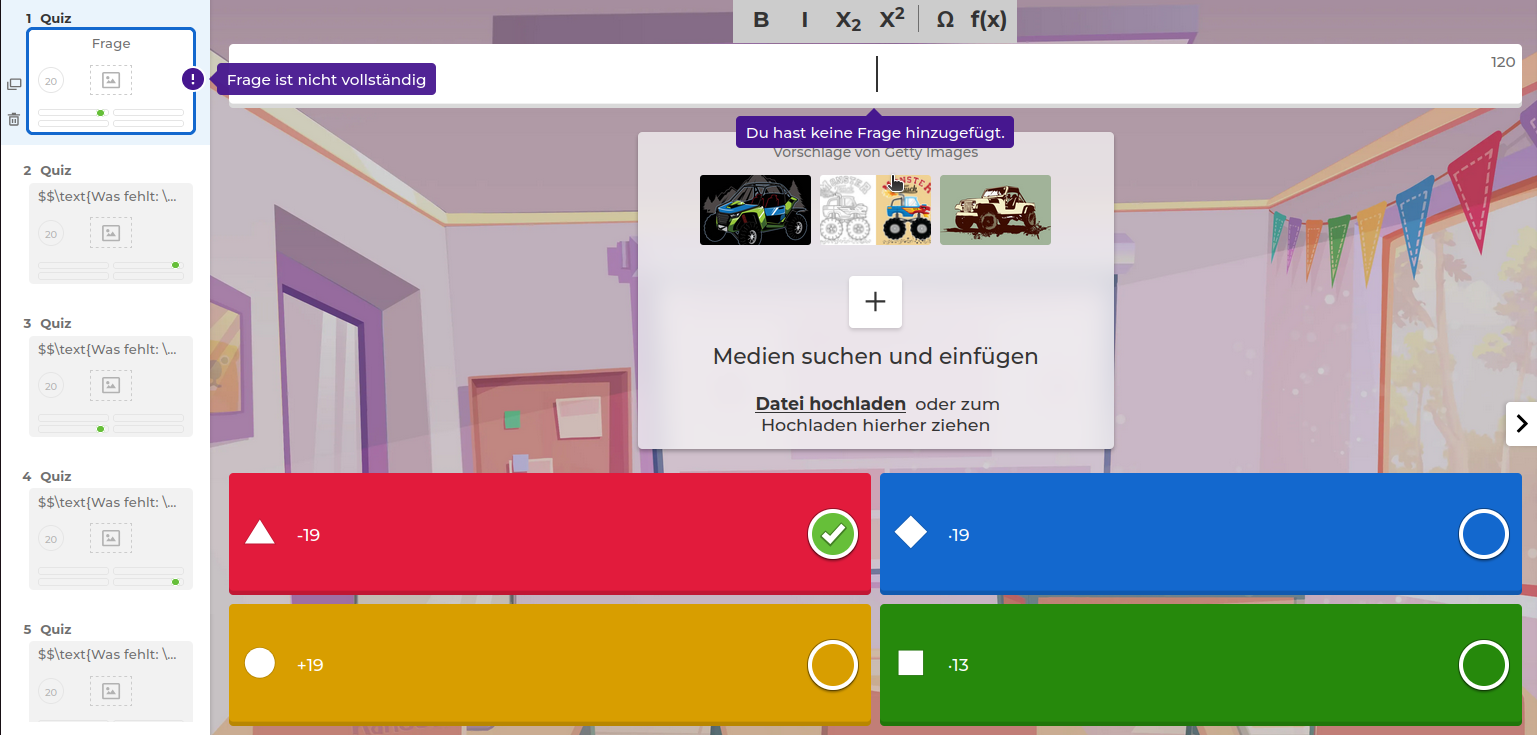 1 Quiz
Frage
20
!
Frage ist nicht vollständig
2 Quiz
$$\text{Was fehlt: \...
20
3 Quiz
$$\text{Was fehlt: \...
20
4 Quiz
$$\text{Was fehlt: \...
20
5 Quiz
$$\text{Was fehlt: \...
20
B I X2 X2 Ω f(x)
120
Du hast keine Frage hinzugefügt.
Vorschläge von Getty Images
Medien suchen und einfügen
Datei hochladen oder zum
Hochladen hierher ziehen
-19
·19
+19
·13